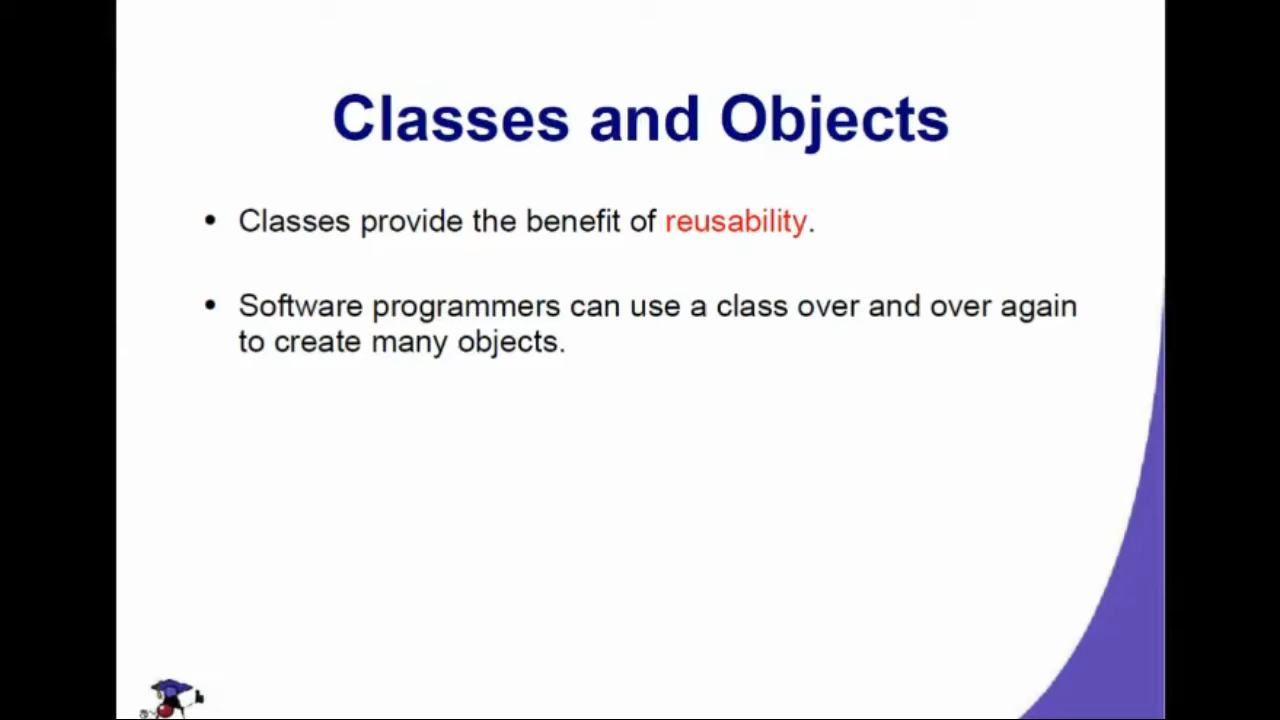 Classes and Objects
• Classes provide the benefit of reusability.
• Software programmers can use a class over and over again
to create many objects.